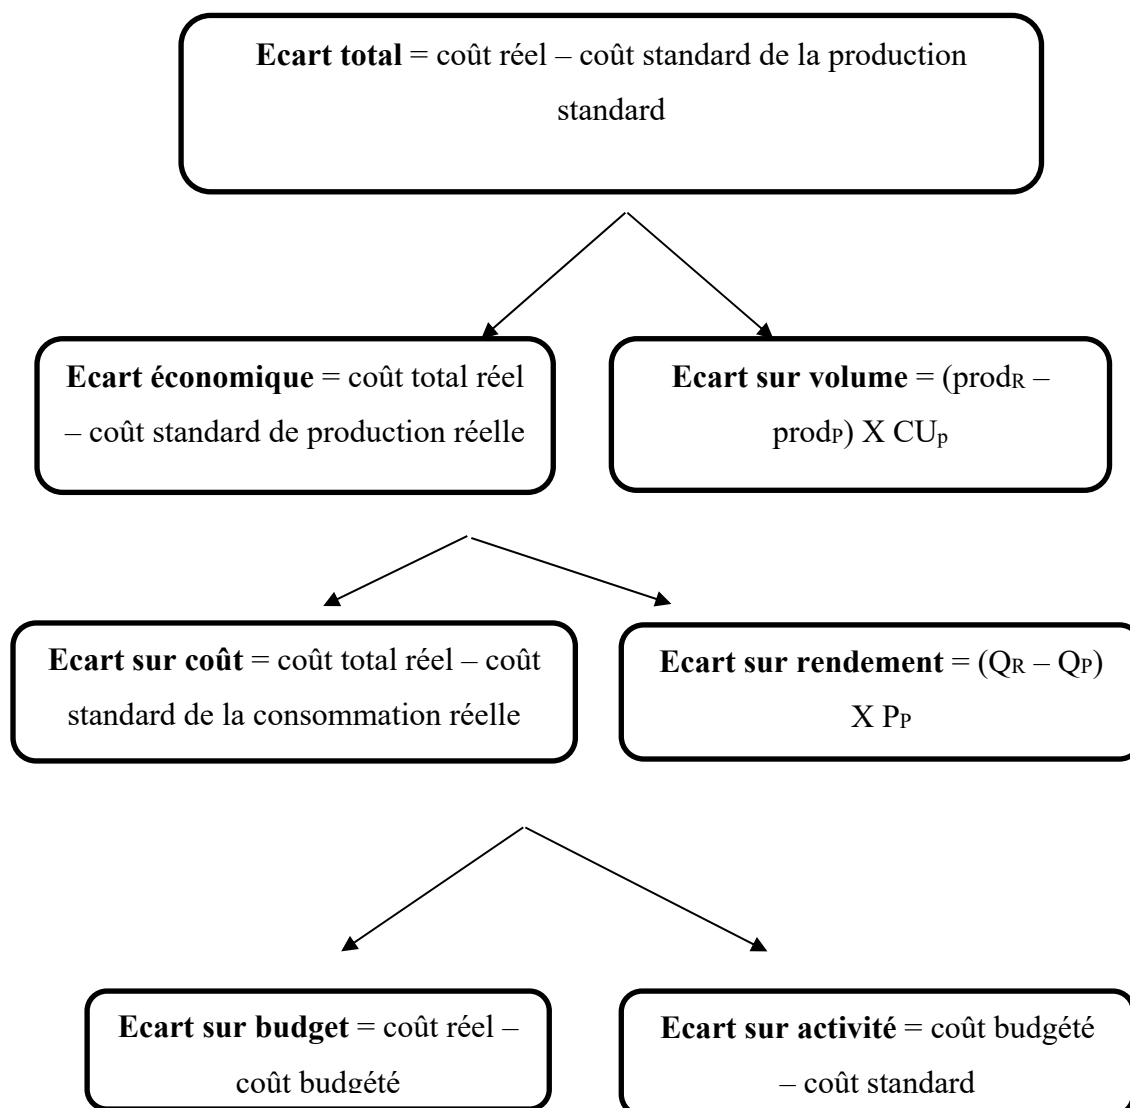 Ecart total = coût réel – coût standard de la production
standard
Ecart économique = coût total réel
– coût standard de production réelle
Ecart sur volume = (prodR –
prodP) X CUp
Ecart sur coût = coût total réel – coût
standard de la consommation réelle
Ecart sur rendement = (QR – QP)
X PP
Ecart sur budget = coût réel –
coût budgété
Ecart sur activité = coût budgété
– coût standard